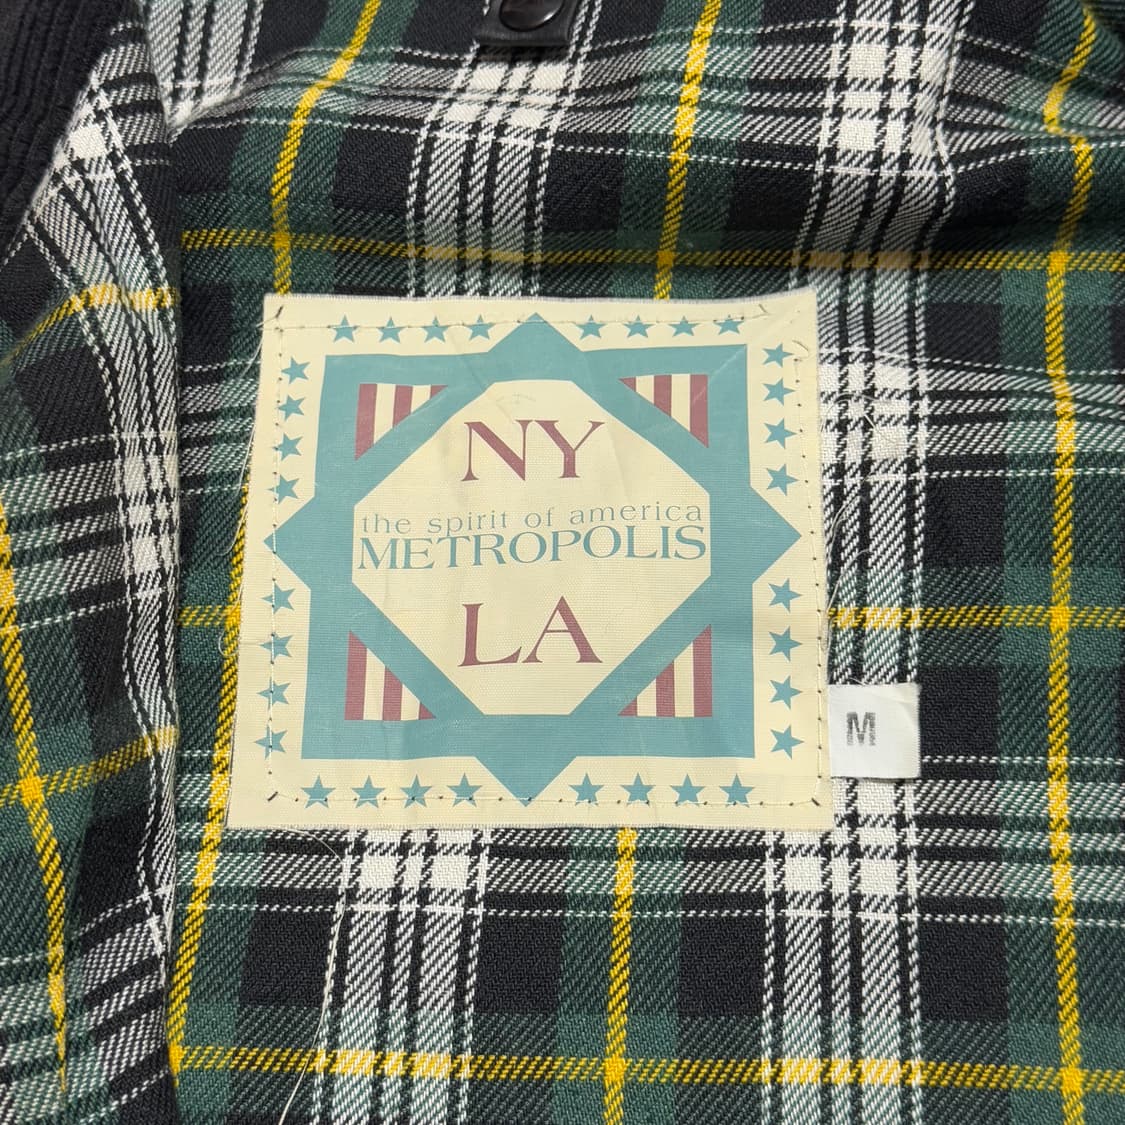 NY
the spirit of america
METROPOLIS
LA
M